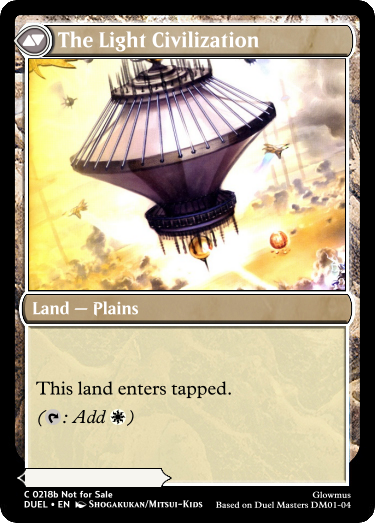 The Light Civilization
Land — Plains
This land enters tapped.
(: Add )
C 0218b Not for Sale
DUEL • EN Shogakukan/Mitsui-Kids
Glowmus
Based on Duel Masters DM01-04